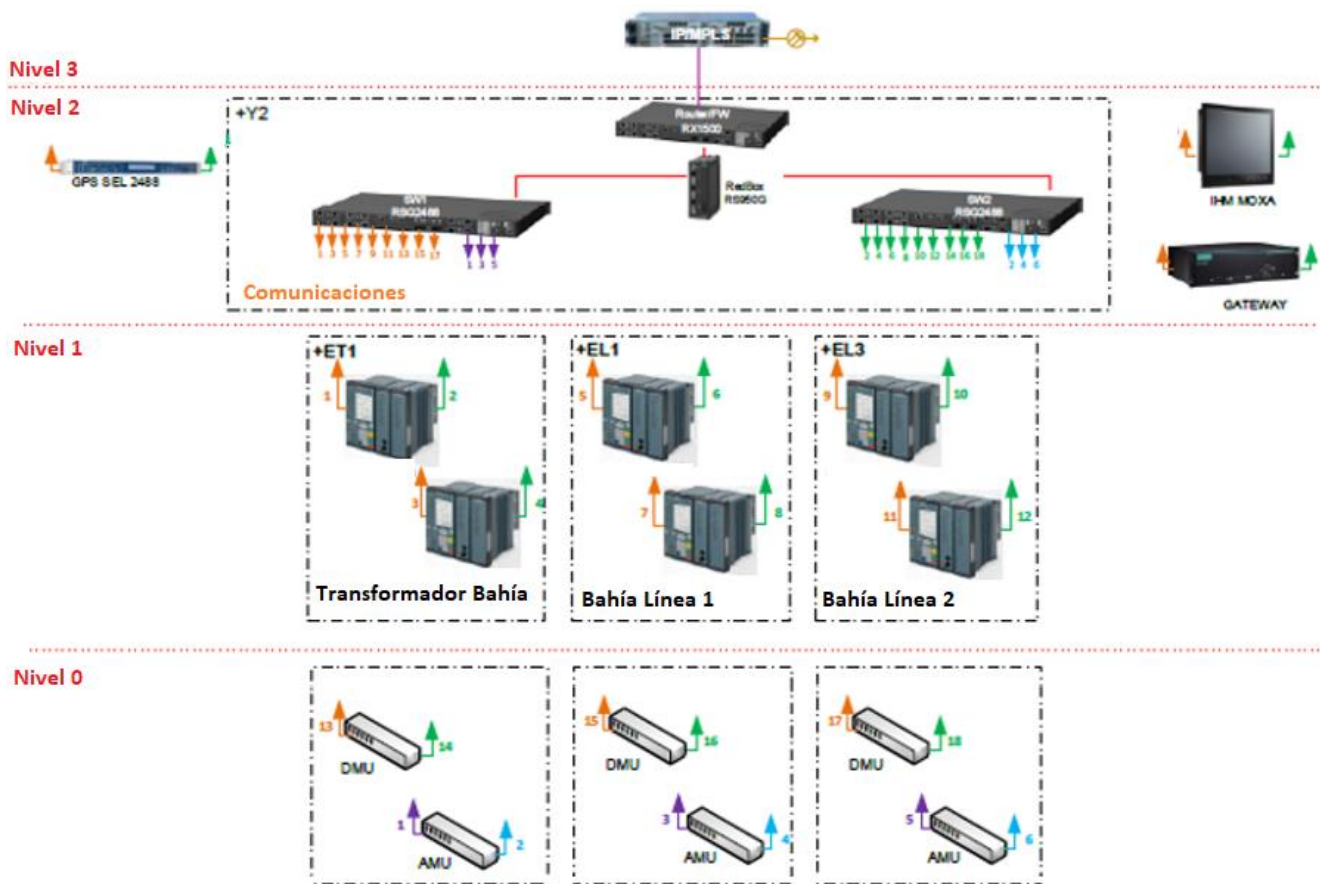 IP/MPLS
Nivel 3
Nivel 2
+Y2
Router/FW
RX1500
GPS SEL 2488
SW1
RSG2488
RedBox
RS950G
SW2
RSG2488
IHM MOXA
1 3 5 7 9 11 13 15 17
1 3 5
2 4 6 8 10 12 14 16 18
2 4 6
Comunicaciones
GATEWAY
Nivel 1
+ET1
+EL1
+EL3
1
2
5
6
9
10
3
4
7
8
11
12
Transformador Bahía
Bahía Línea 1
Bahía Línea 2
Nivel 0
13
14
15
16
17
18
DMU
DMU
DMU
1
2
3
4
5
6
AMU
AMU
AMU